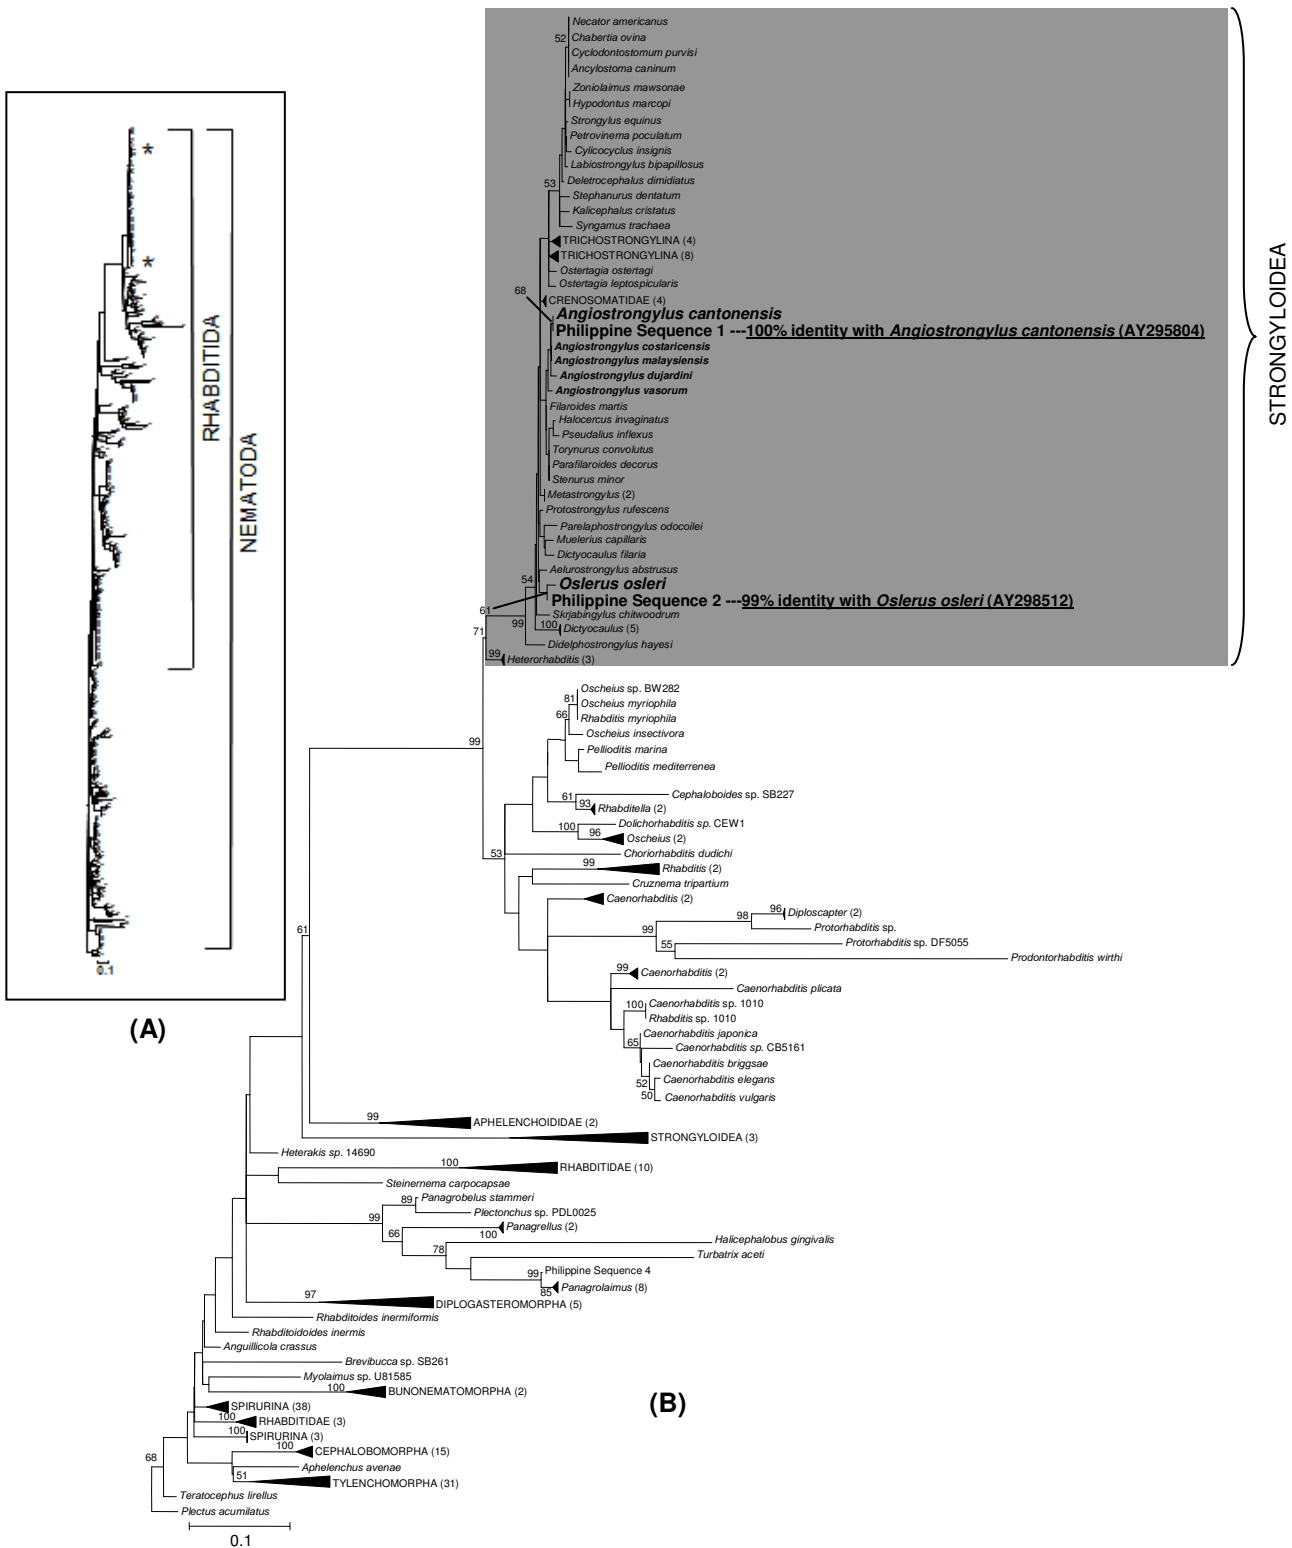 *
*
RHABDITIDA
NEMATODA
0.1
(A)
Necator americanus
52
Chabertia ovina
Cyclodontostomum purvisi
Ancylostoma caninum
Zoniolaimus mawsonae
Hypodontus marcopi
Strongylus equinus
Petrovinema poculatum
Cylicocyclus insignis
Labiostrongylus bipapillosus
Deletrocephalus dimidiatus
53
Stephanurus dentatum
Kalicephalus cristatus
Syngamus trachaea
TRICHOSTRONGYLINA (4)
TRICHOSTRONGYLINA (8)
Ostertagia ostertagi
Ostertagia leptospicularis
68
CRENOSOMATIDAE (4)
Angiostrongylus cantonensis
Philippine Sequence 1 ---100% identity with Angiostrongylus cantonensis (AY295804)
Angiostrongylus costaricensis
Angiostrongylus malaysiensis
Angiostrongylus dujardini
Angiostrongylus vasorum
Filaroides martis
Halocercus invaginatus
Pseudalius inflexus
Torynurus convolutus
Parafilaroides decorus
Stenurus minor
Metastrongylus (2)
Protostrongylus rufescens
Parelaphostrongylus odocoilei
Muelerius capillaris
Dictyocaulus filaria
Aelurostrongylus abstrusus
54
Oslerus osleri
Philippine Sequence 2 ---99% identity with Oslerus osleri (AY298512)
61
Skrjabingylus chitwoodrum
99
100
Dictyocaulus (5)
71
Didelphostrongylus hayesi
99
Heterorhabditis (3)
STRONGYLOIDEA
Oscheius sp. BW282
81
Oscheius myriophila
66
Rhabditis myriophila
Oscheius insectivora
99
Pellioditis marina
Pellioditis mediterrenea
Cephaloboides sp. SB227
61
93
Rhabditella (2)
Dolichorhabditis sp. CEW1
100
96
Oscheius (2)
53
Choriorhabditis dudichi
99
Rhabditis (2)
Cruznema tripartium
Caenorhabditis (2)
96
Diploscapter (2)
98
Protorhabditis sp.
99
55
Protorhabditis sp. DF5055
Prodontorhabditis wirthi
61
99
Caenorhabditis (2)
Caenorhabditis plicata
100
Caenorhabditis sp. 1010
Rhabditis sp. 1010
Caenorhabditis japonica
65
Caenorhabditis sp. CB5161
Caenorhabditis briggsae
52
Caenorhabditis elegans
50
Caenorhabditis vulgaris
99
APHELENCHOIDIDAE (2)
STRONGYLOIDEA (3)
Heterakis sp. 14690
100
RHABDITIDAE (10)
Steinernema carpocapsae
89
Panagrobelus stammeri
Plectonchus sp. PDL0025
99
66
100
Panagrellus (2)
78
Halicephalobus gingivalis
Turbatrix aceti
99
Philippine Sequence 4
85
Panagrolaimus (8)
97
DIPLOGASTEROMORPHA (5)
Rhabditoides inermiformis
Rhabditoidoides inermis
Anguillicola crassus
Brevibucca sp. SB261
Myolaimus sp. U81585
100
BUNONEMATOMORPHA (2)
(B)
SPIRURINA (38)
100
RHABDITIDAE (3)
100
SPIRURINA (3)
100
CEPHALOBOMORPHA (15)
68
Aphelenchus avenae
51
TYLENCHOMORPHA (31)
Teratocephus lirellus
Plectus acumilatus
0.1